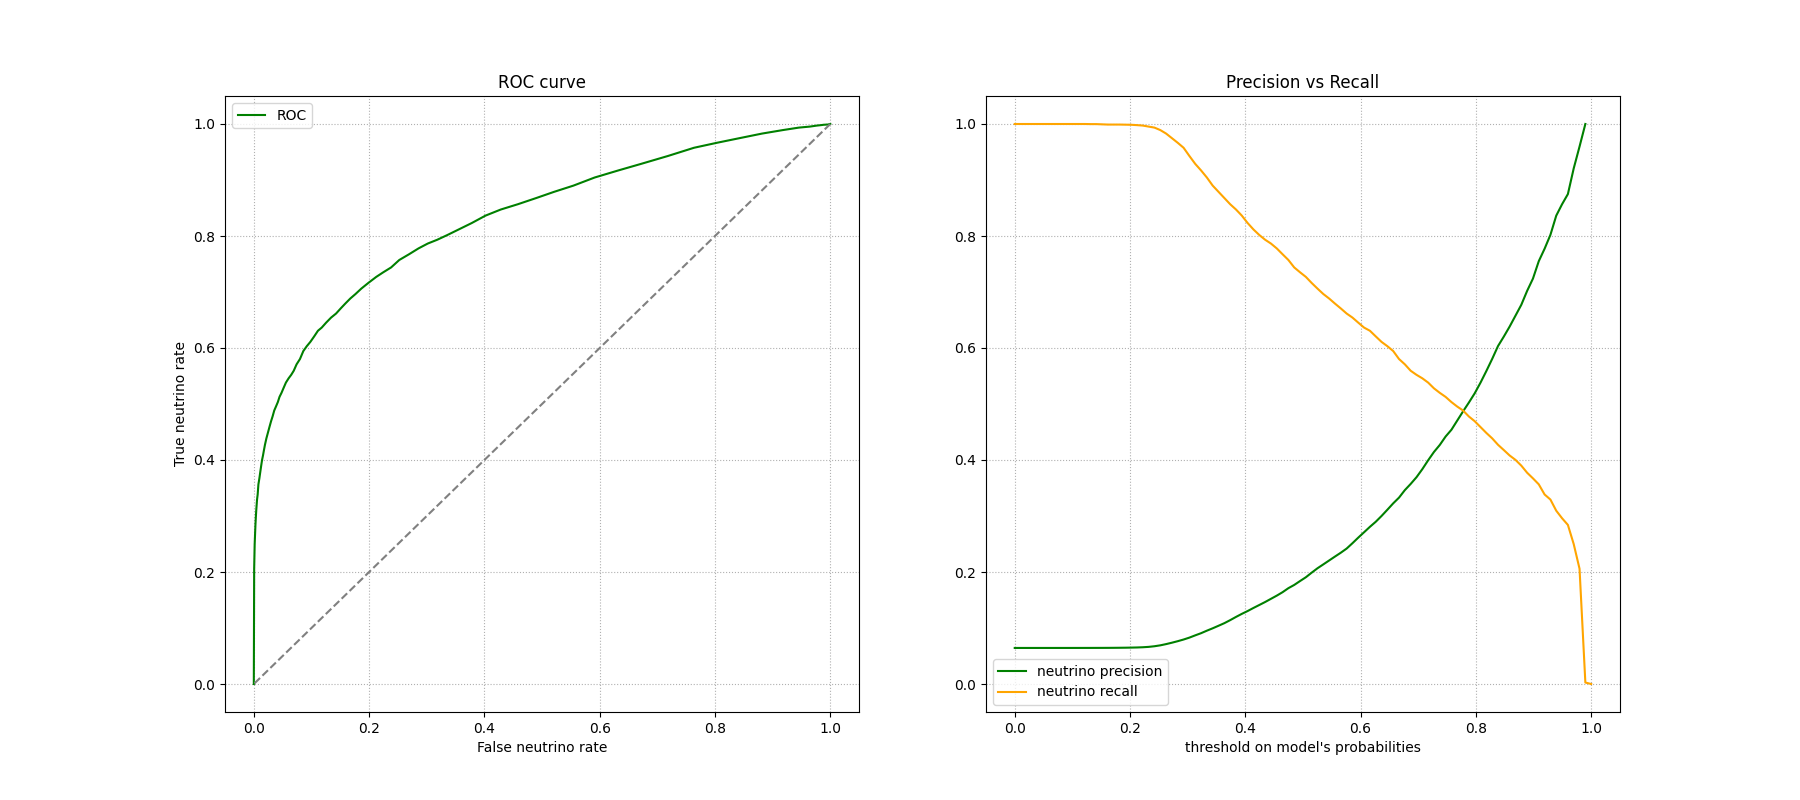 ROC curve
ROC
1.0
0.8
0.6
0.4
0.2
0.0
True neutrino rate
0.0 0.2 0.4 0.6 0.8 1.0
False neutrino rate
Precision vs Recall
1.0
0.8
0.6
0.4
0.2
0.0
neutrino precision
neutrino recall
0.0 0.2 0.4 0.6 0.8 1.0
threshold on model's probabilities